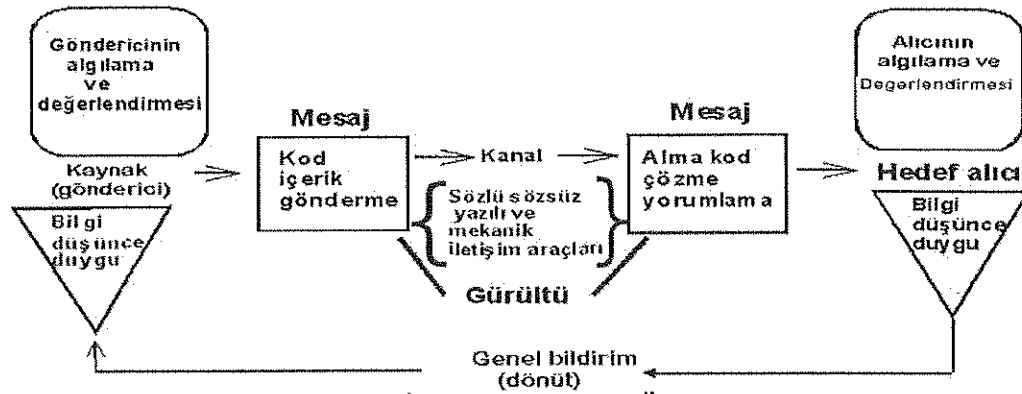 Göndericinin
algılama
ve
değerlendirmesi
Kaynak
(gönderici)
Bilgi
düşünce
duygu
Mesaj
Kod
içerik
gönderme
Kanal
Sözlü sözsüz
yazılı ve
mekanik
iletişim araçları
Gürültü
Mesaj
Alma kod
çözme
yorumlama
Alıcının
algılama ve
Degerlendirmesi
Hedef alıcı
Bilgi
düşünce
duygu
Genel bildirim
(dönüt)